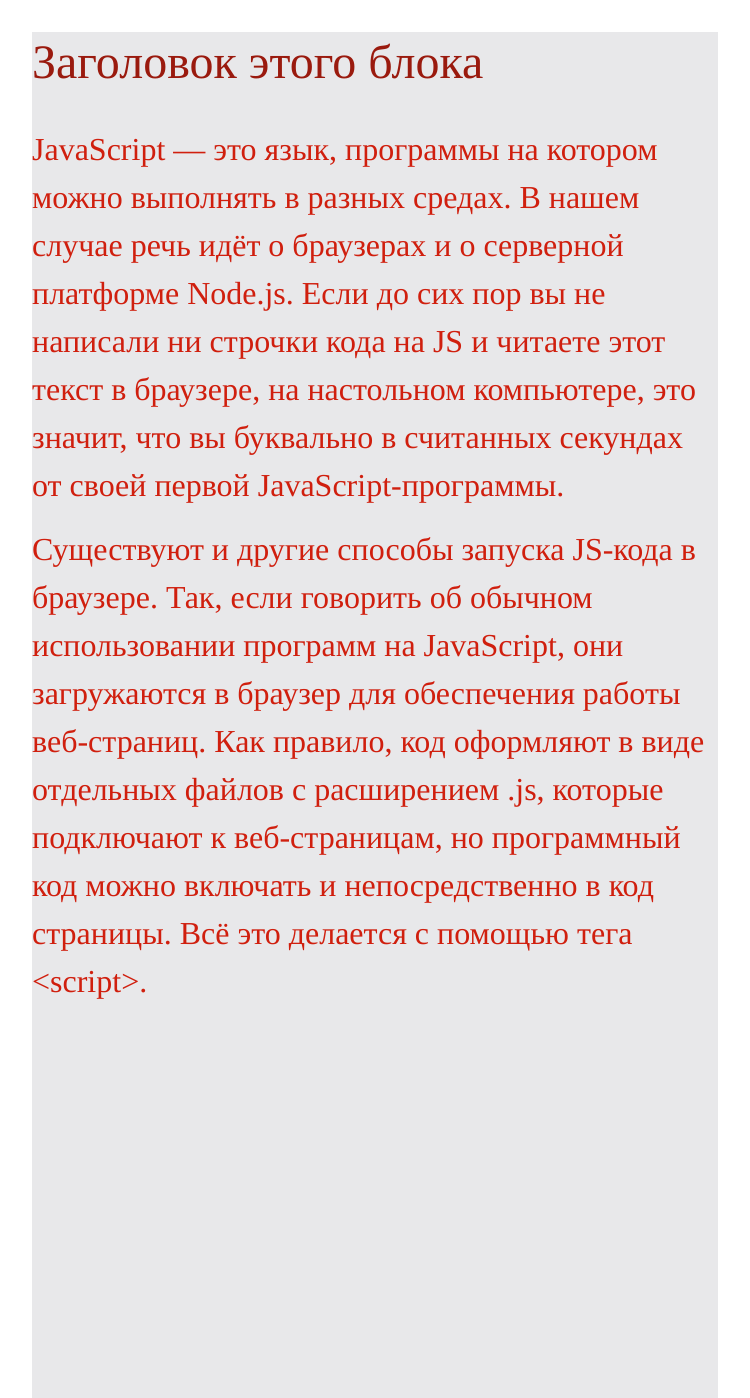 Заголовок этого блока
JavaScript — это язык, программы на котором
можно выполнять в разных средах. В нашем
случае речь идёт о браузерах и о серверной
платформе Node.js. Если до сих пор вы не
написали ни строчки кода на JS и читаете этот
текст в браузере, на настольном компьютере, это
значит, что вы буквально в считанных секундах
от своей первой JavaScript-программы.
Существуют и другие способы запуска JS-кода в
браузере. Так, если говорить об обычном
использовании программ на JavaScript, они
загружаются в браузер для обеспечения работы
веб-страниц. Как правило, код оформляют в виде
отдельных файлов с расширением .js, которые
подключают к веб-страницам, но программный
код можно включать и непосредственно в код
страницы. Всё это делается с помощью тега
<script>.